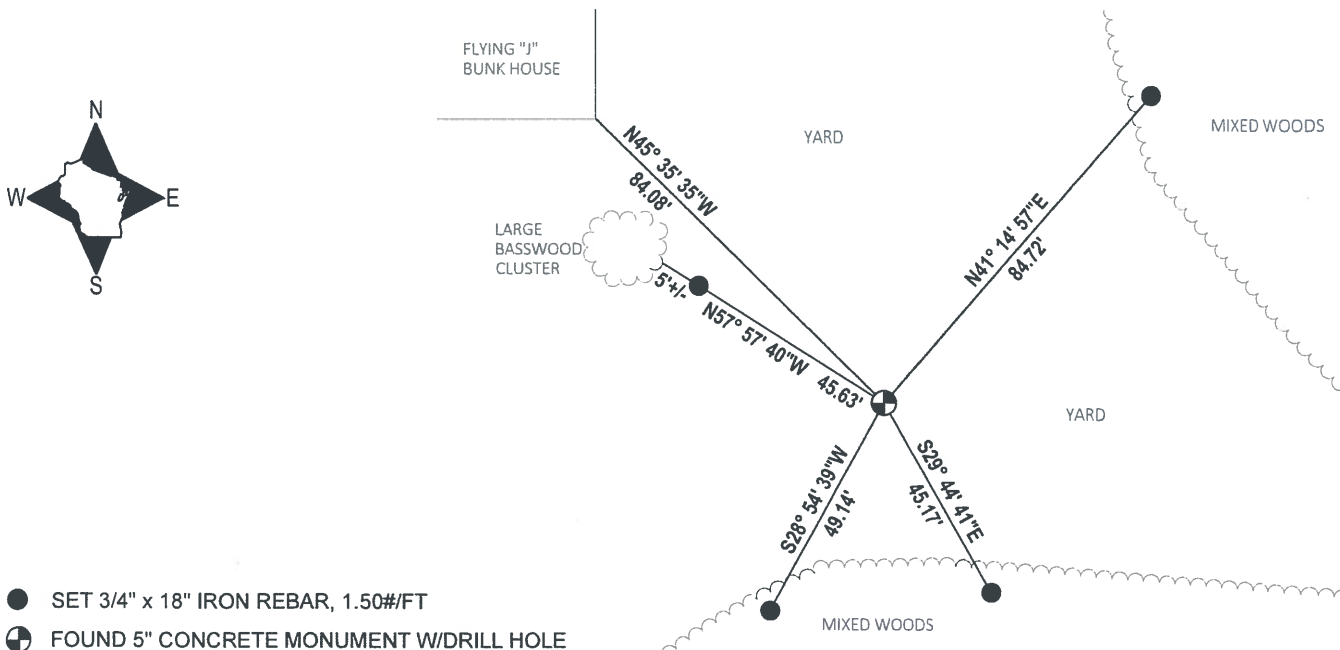 FLYING "J"
BUNK HOUSE
N
W
E
S
YARD
MIXED WOODS
N45° 35' 35"W
84.08'
N41° 14' 57"E
84.72'
LARGE
BASSWOOD
CLUSTER
5'+/-
N57° 57' 40"W 45.63'
YARD
S28° 54' 39"W
49.14'
S29° 44' 41"E
45.17'
SET 3/4" x 18" IRON REBAR, 1.50#/FT
MIXED WOODS
FOUND 5" CONCRETE MONUMENT W/DRILL HOLE